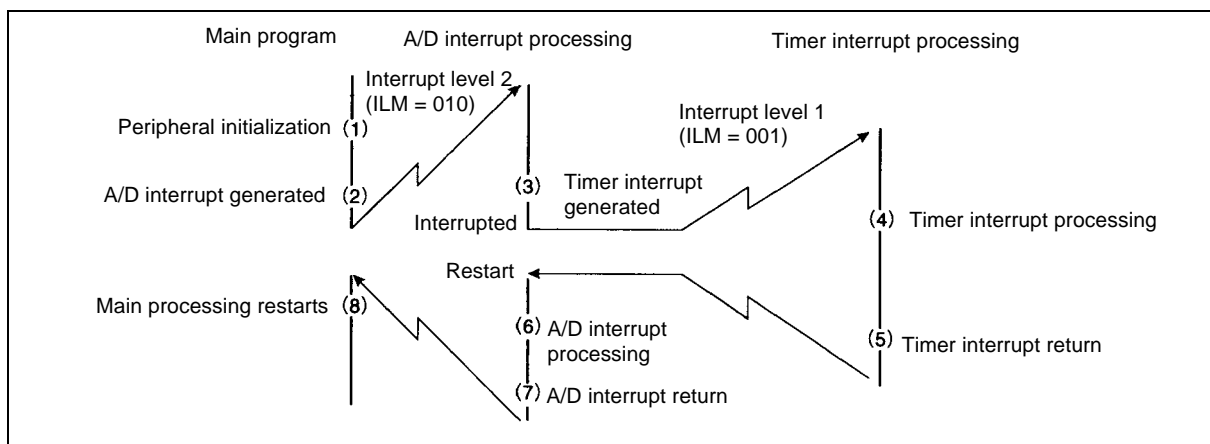 Main program
A/D interrupt processing
Timer interrupt processing
Interrupt level 2
(ILM = 010)
Interrupt level 1
(ILM = 001)
Peripheral initialization (1)
A/D interrupt generated (2)
(3) Timer interrupt
generated
Interrupted
(4) Timer interrupt processing
Restart
Main processing restarts (8)
(6) A/D interrupt
processing
(5) Timer interrupt return
(7) A/D interrupt return